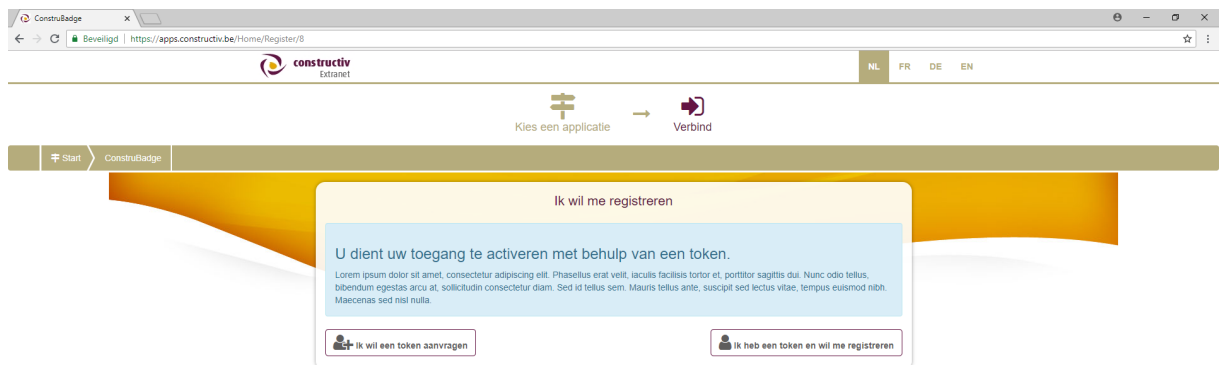 ConstruBadge
Beveiligd | https://apps.constructiv.be/Home/Register/8
constructiv
Extranet
NL FR DE EN
Kies een applicatie
Verbind
Start ConstruBadge
Ik wil me registreren
U dient uw toegang te activeren met behulp van een token.
Lorem ipsum dolor sit amet, consectetur adipiscing elit. Phasellus erat velit, iaculis facilisis tortor et, porttitor sagittis dui. Nunc odio tellus,
bibendum egestas arcu at, sollicitudin consectetur diam. Sed id tellus sem. Mauris tellus ante, suscipit sed lectus vitae, tempus euismod nibh.
Maecenas sed nisl nulla.
Ik wil een token aanvragen
Ik heb een token en wil me registreren